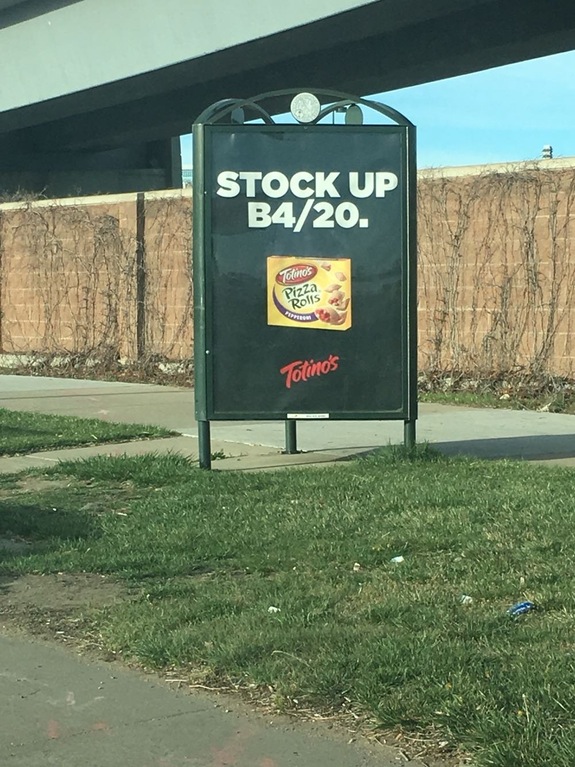 STOCK UP
B4/20.
Totino's
Pizza
Rolls
PEPPERONI
Totino's